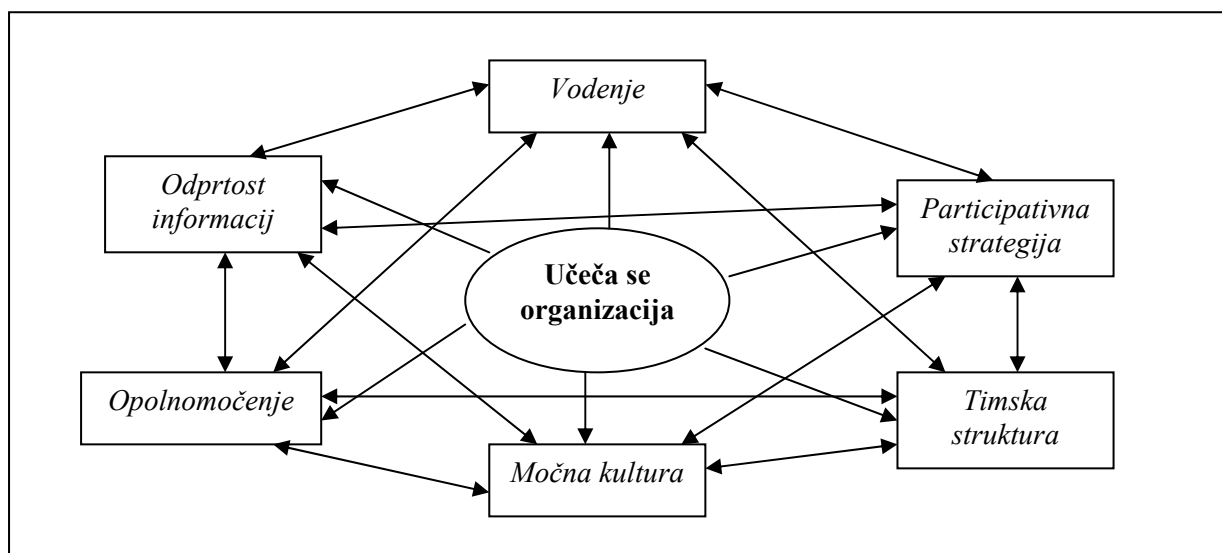 Vodenje
Odprtost
informacij
Participativna
strategija
Učeča se
organizacija
Opolnomočenje
Timska
struktura
Močna kultura